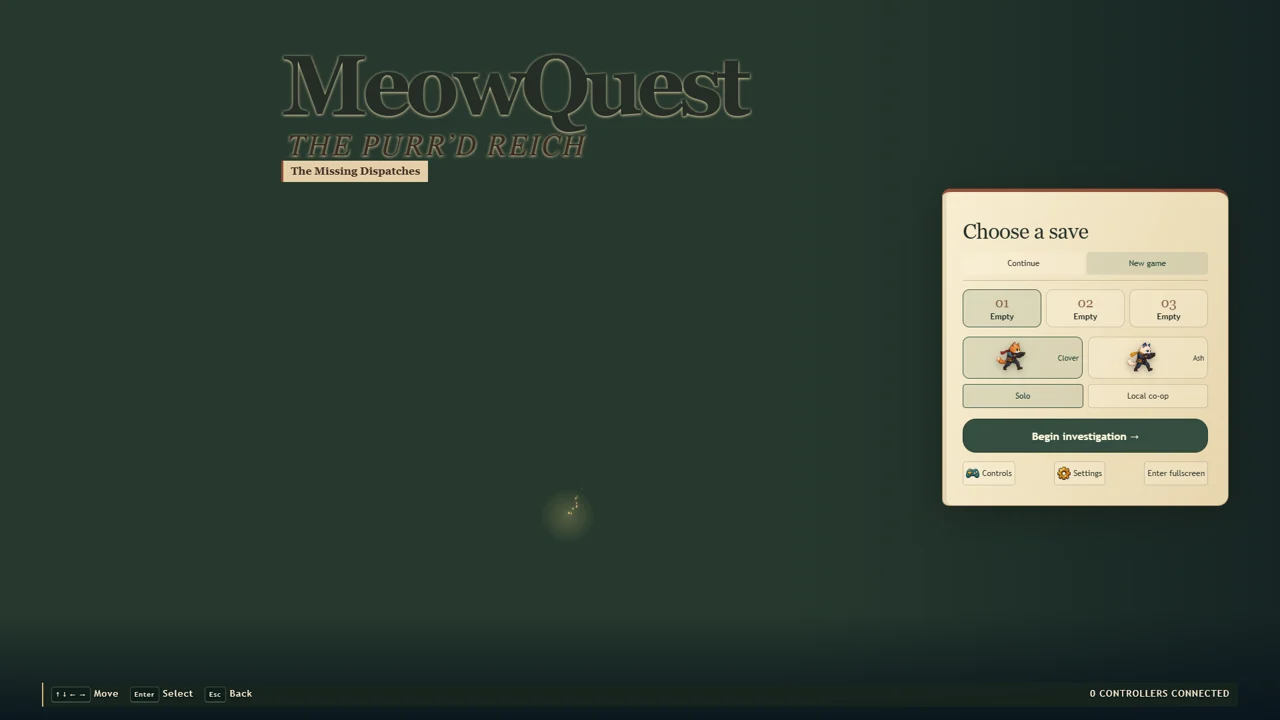 MeowQuest
THE PURR'D REICH
The Missing Dispatches
Choose a save
Continue New game
01 02 03
Empty Empty Empty
Clover Ash
Solo Local co-op
Begin investigation →
Controls Settings Enter fullscreen
↑ ↓ ← → Move Enter Select Esc Back 0 CONTROLLERS CONNECTED